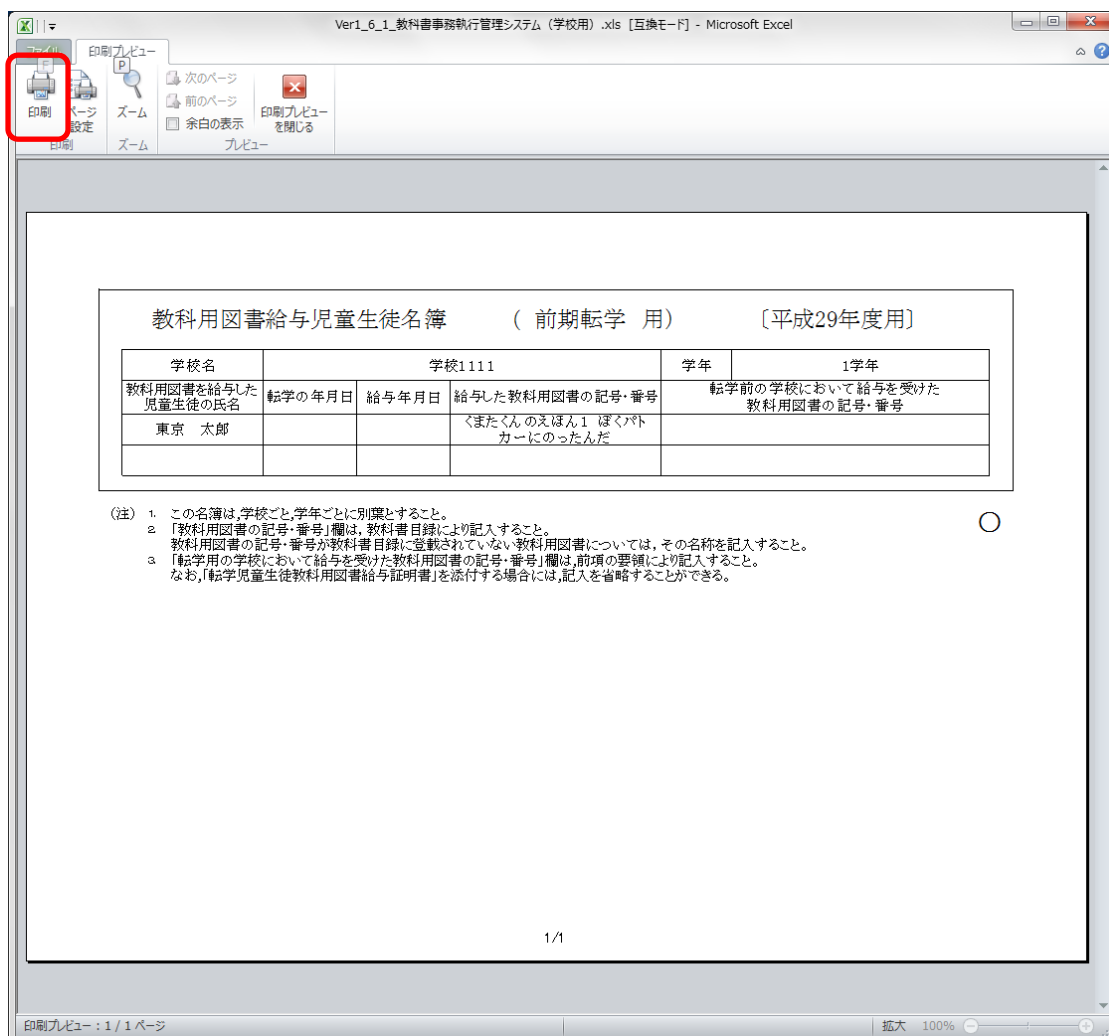 Ver1_6_1_教科書事務執行管理システム（学校用）.xls [互換モード] - Microsoft Excel
印刷プレビュー
F
P
印刷
ページ設定
ズーム
次のページ
前のページ
余白の表示
印刷プレビューを閉じる
印刷
ズーム
プレビュー
教科用図書給与児童生徒名簿 （ 前期転学 用） 〔平成29年度用〕
学校名 学校1111 学年 1学年
教科用図書を給与した児童生徒の氏名 転学の年月日 給与年月日 給与した教科用図書の記号・番号 転学前の学校において給与を受けた教科用図書の記号・番号
東京 太郎 くまたくんのえほん1 ぼくパトカーにのったんだ
（注） 1. この名簿は,学校ごと,学年ごとに別葉とすること。
2 「教科用図書の記号・番号」欄は，教科書目録により記入すること。
教科用図書の記号・番号が教科書目録に登載されていない教科用図書については，その名称を記入すること。
3 「転学用の学校において給与を受けた教科用図書の記号・番号」欄は,前項の要領により記入すること。
なお,「転学児童生徒教科用図書給与証明書」を添付する場合には,記入を省略することができる。
○
1/1
印刷プレビュー：1 / 1 ページ
拡大 100%